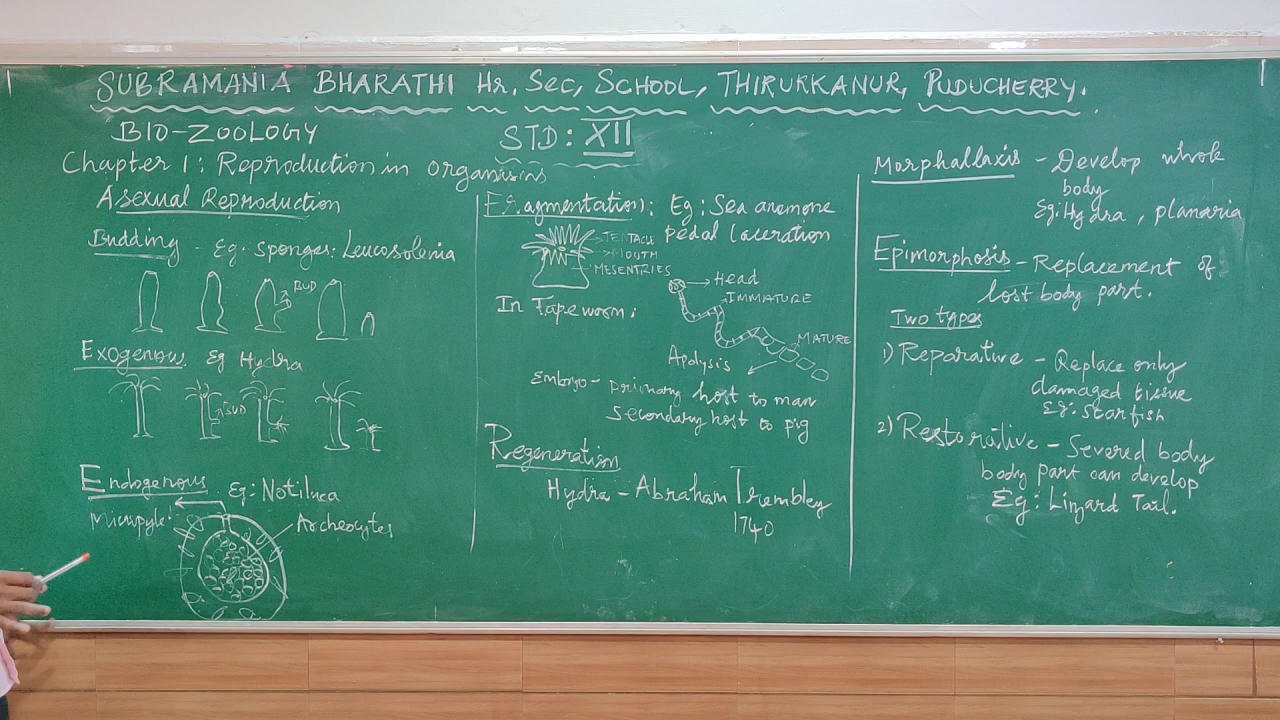 SUBRAMANIA BHARATHI Hr. Sec, SCHOOL, THIRUKKANUR, PUDUCHERRY.
BIO-ZOOLOGY
STD: XII
Chapter 1: Reproduction in organisms
Asexual Reproduction
Budding - Eg. Sponges: Leucosolenia
BUD
Exogenous Eg Hydra
BUD
Endogenous Eg: Notiluca
Micropyle:
Archeocytes
Fragmentation: Eg: Sea anemone
pedal laceration
TENTACLE
MOUTH
MESENTRIES
In Tapeworm:
Head
IMMATURE
MATURE
Apolysis
Embryo - primary host to man
Secondary host to pig
Regeneration
Hydra - Abraham Trembley
1740
Morphallaxis - Develop whole
body
Eg: Hydra, planaria
Epimorphosis - Replacement of
lost body part.
Two types
1) Reparative - Replace only
damaged tissue
Eg: Starfish
2) Restorative - Severed body
body part can develop
Eg: Linzard Tail.